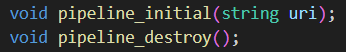 void pipeline_initial(string uri);
void pipeline_destroy();